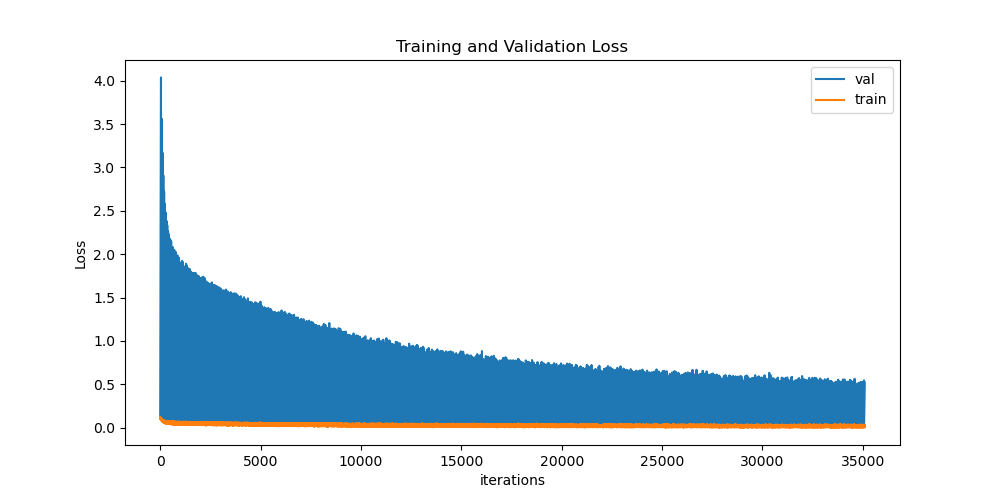 Training and Validation Loss
val
train
Loss
4.0
3.5
3.0
2.5
2.0
1.5
1.0
0.5
0.0
0 5000 10000 15000 20000 25000 30000 35000
iterations